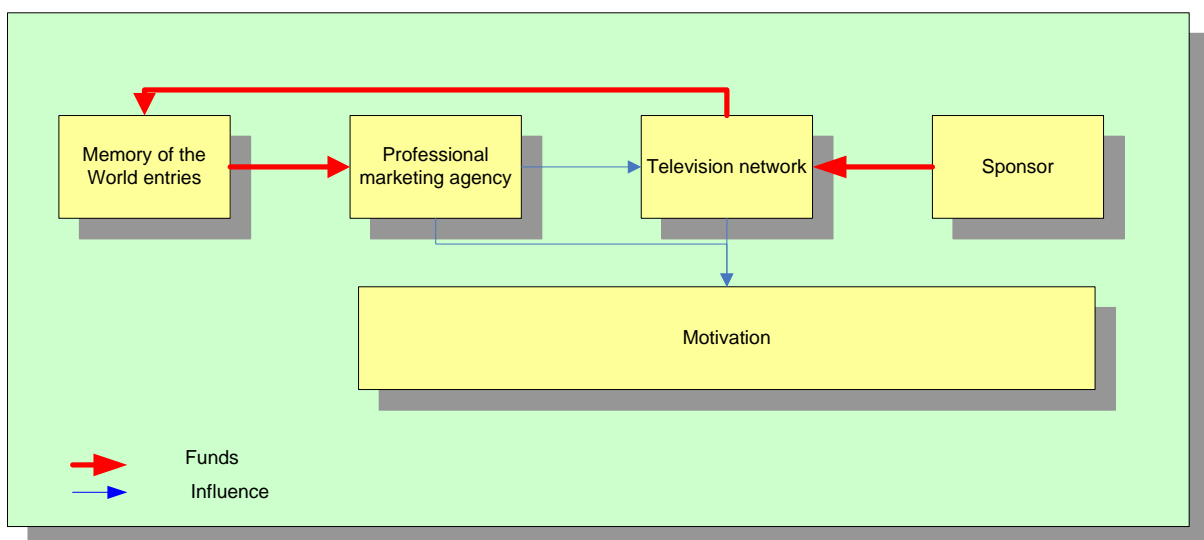 Memory of the
World entries
Professional
marketing agency
Television network
Sponsor
Motivation
Funds
Influence